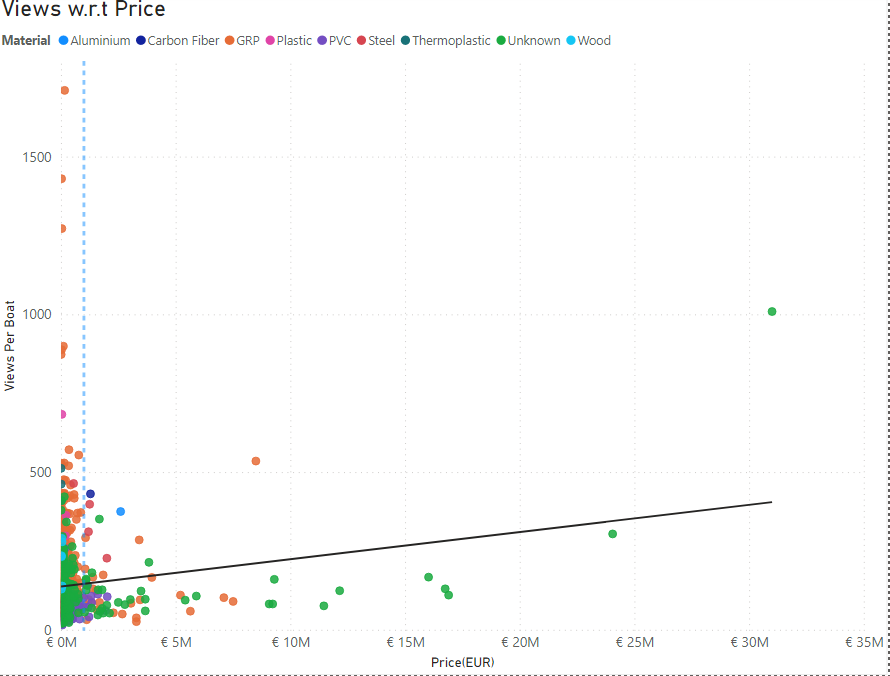 Views w.r.t Price
Material Aluminium Carbon Fiber GRP Plastic PVC Steel Thermoplastic Unknown Wood
1500
1000
500
0
Views Per Boat
€ 0M € 5M € 10M € 15M € 20M € 25M € 30M € 35M
Price(EUR)